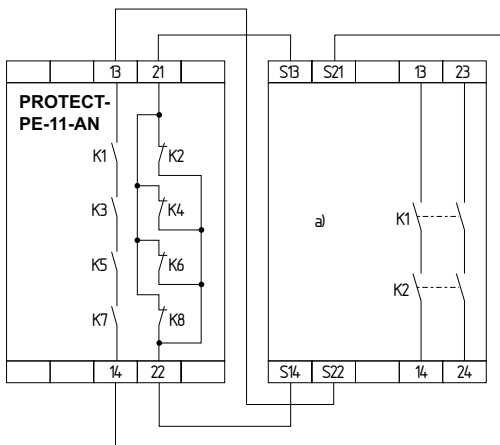 13 21 S13 S21 13 23
PROTECT-
PE-11-AN
K1 K2
K3 K4
a) K1
K5 K6
K2
K7 K8
14 22 S14 S22 14 24